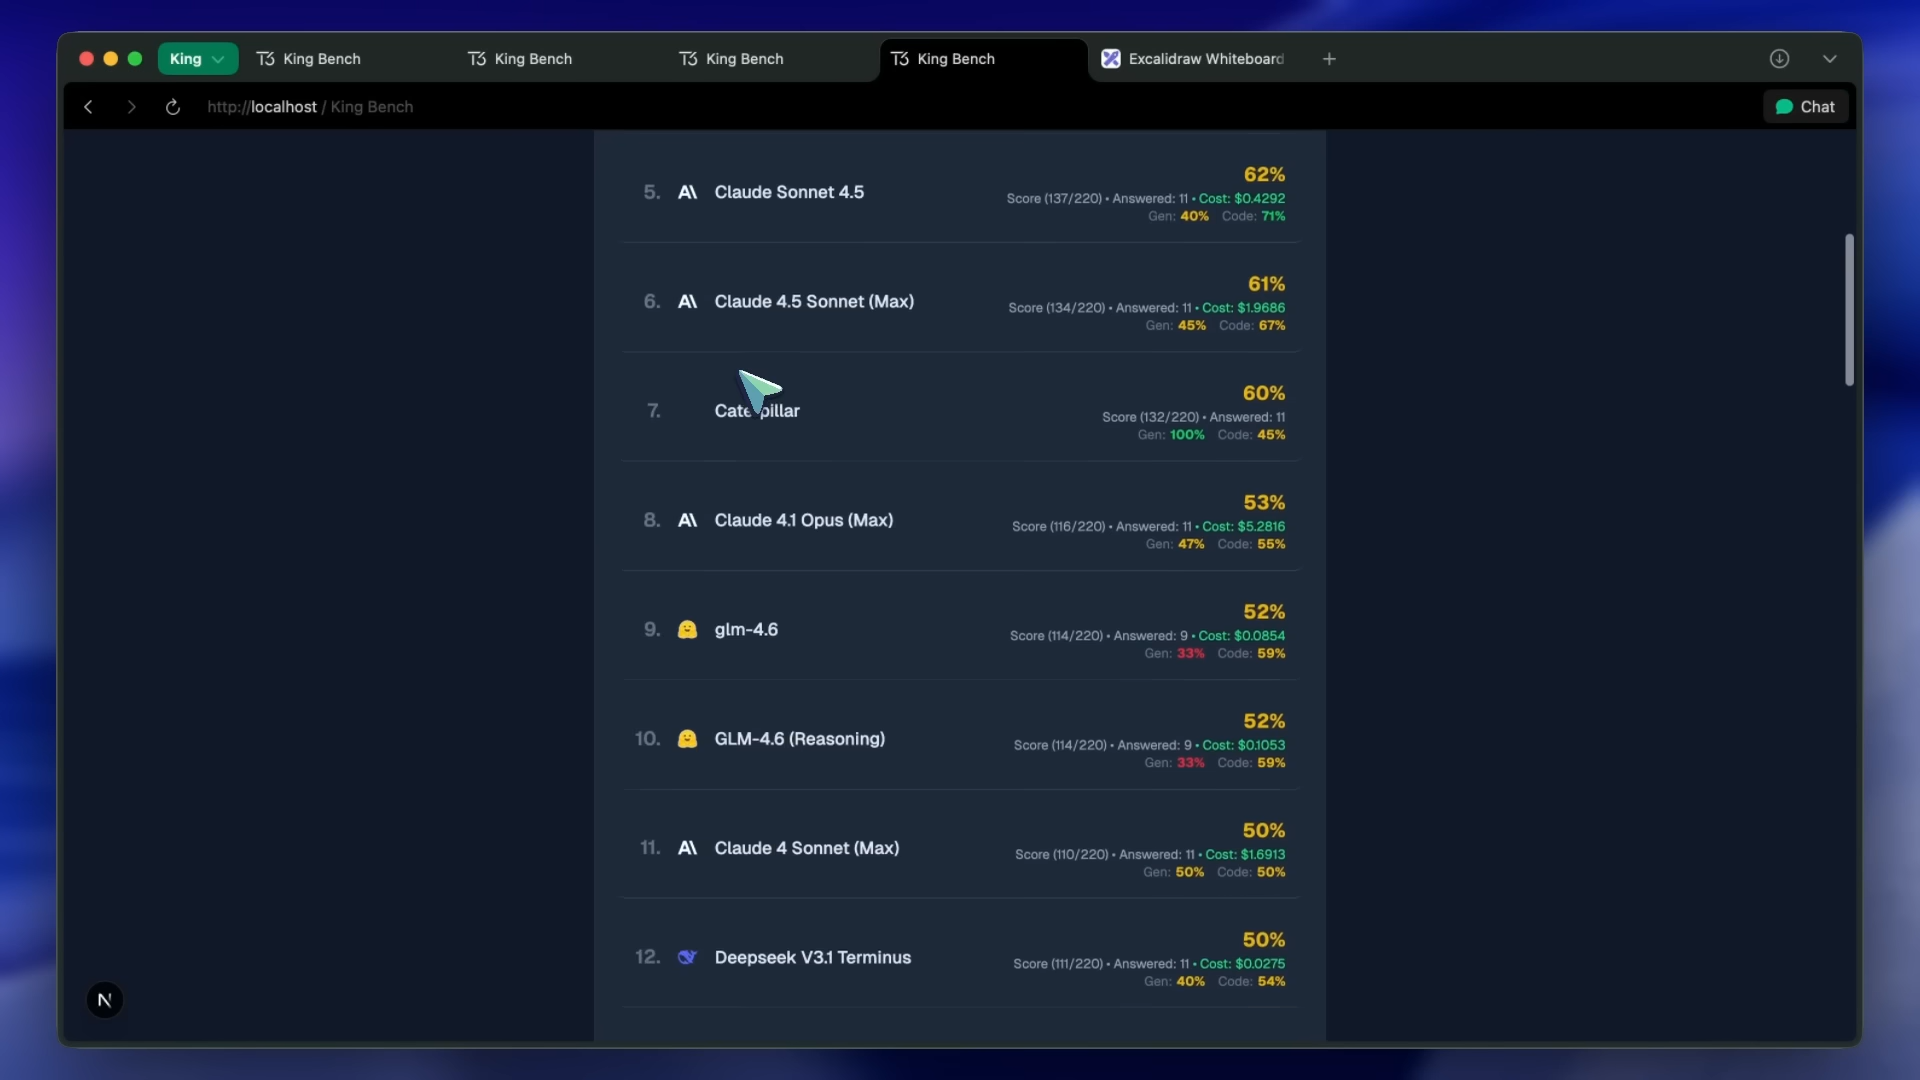 King
King Bench
King Bench
King Bench
King Bench
Excalidraw Whiteboard
http://localhost / King Bench
Chat
5. Claude Sonnet 4.5
62%
Score (137/220) • Answered: 11 • Cost: $0.4292
Gen: 40% Code: 71%
6. Claude 4.5 Sonnet (Max)
61%
Score (134/220) • Answered: 11 • Cost: $1.9686
Gen: 45% Code: 67%
7. Caterpillar
60%
Score (132/220) • Answered: 11
Gen: 100% Code: 45%
8. Claude 4.1 Opus (Max)
53%
Score (116/220) • Answered: 11 • Cost: $5.2816
Gen: 47% Code: 55%
9. glm-4.6
52%
Score (114/220) • Answered: 9 • Cost: $0.0854
Gen: 33% Code: 59%
10. GLM-4.6 (Reasoning)
52%
Score (114/220) • Answered: 9 • Cost: $0.1053
Gen: 33% Code: 59%
11. Claude 4 Sonnet (Max)
50%
Score (110/220) • Answered: 11 • Cost: $1.6913
Gen: 50% Code: 50%
12. Deepseek V3.1 Terminus
50%
Score (111/220) • Answered: 11 • Cost: $0.0275
Gen: 40% Code: 54%
N